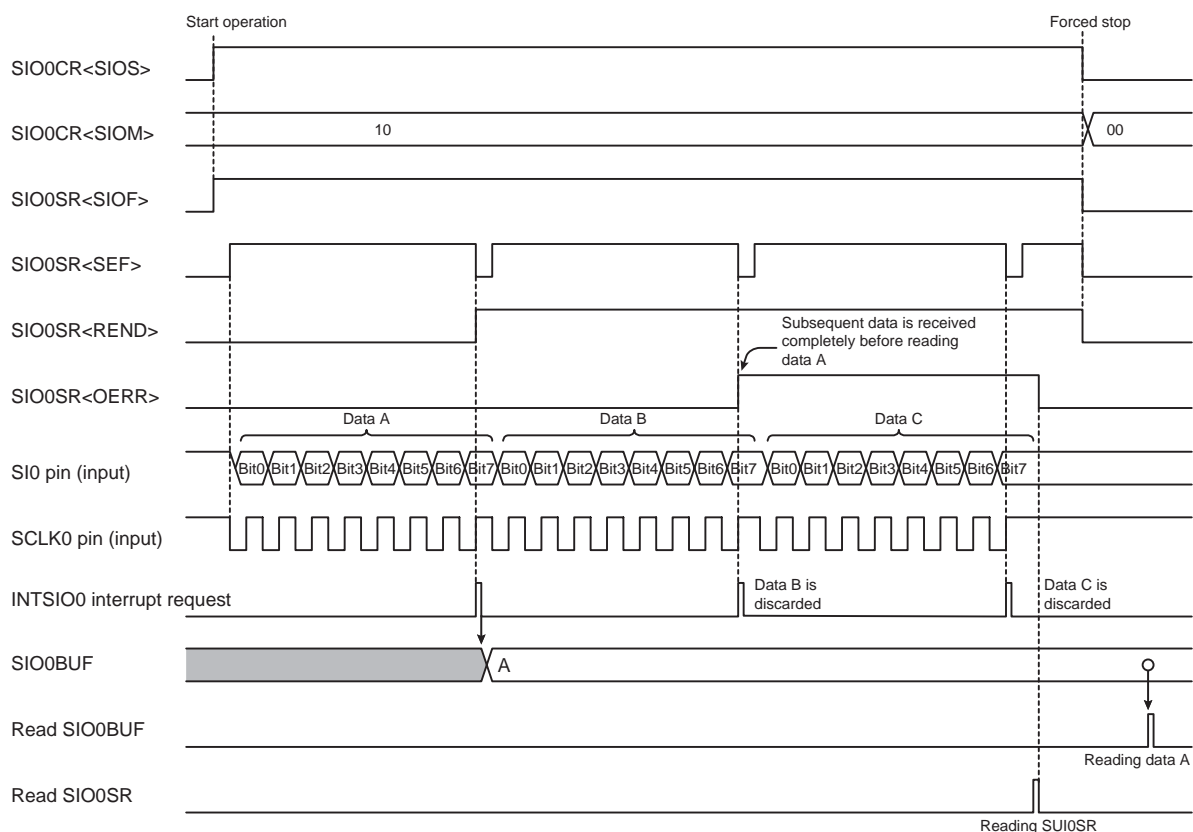 Start operation
Forced stop
SIO0CR<SIOS>
SIO0CR<SIOM>
10
00
SIO0SR<SIOF>
SIO0SR<SEF>
SIO0SR<REND>
Subsequent data is received
completely before reading
data A
SIO0SR<OERR>
Data A
Data B
Data C
SI0 pin (input)
Bit0 Bit1 Bit2 Bit3 Bit4 Bit5 Bit6 Bit7 Bit0 Bit1 Bit2 Bit3 Bit4 Bit5 Bit6 Bit7 Bit0 Bit1 Bit2 Bit3 Bit4 Bit5 Bit6 Bit7
SCLK0 pin (input)
INTSIO0 interrupt request
Data B is
discarded
Data C is
discarded
SIO0BUF
A
Read SIO0BUF
Reading data A
Read SIO0SR
Reading SUI0SR